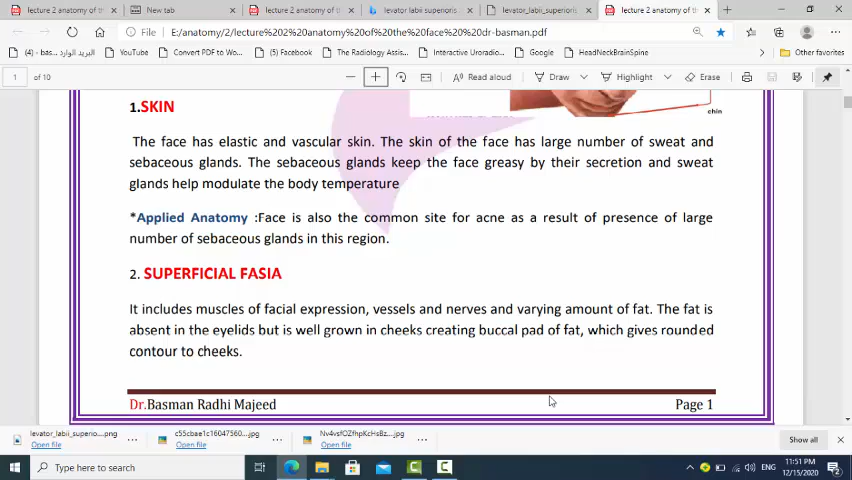 lecture 2 anatomy of th
New tab
lecture 2 anatomy of th
levator labii superioris
levator_labii_superioris
lecture 2 anatomy of th
File
E:/anatomy/2/lecture%202%20anatomy%20of%20the%20face%20%20dr-basman.pdf
YouTube
Convert PDF to Wo...
(5) Facebook
The Radiology Assist...
Interactive Uroradio...
Google
HeadNeckBrainSpine
Other favorites
1
of 10
Read aloud
Draw
Highlight
Erase
chin
1.SKIN
The face has elastic and vascular skin. The skin of the face has large number of sweat and
sebaceous glands. The sebaceous glands keep the face greasy by their secretion and sweat
glands help modulate the body temperature
*Applied Anatomy :Face is also the common site for acne as a result of presence of large
number of sebaceous glands in this region.
2. SUPERFICIAL FASIA
It includes muscles of facial expression, vessels and nerves and varying amount of fat. The fat is
absent in the eyelids but is well grown in cheeks creating buccal pad of fat, which gives rounded
contour to cheeks.
Dr.Basman Radhi Majeed
Page 1
levator_labii_superio....png
Open file
c55cbae1c16047560....jpg
Open file
Nv4vsfOZfhpKcHsBz....jpg
Open file
Show all
Type here to search
ENG
11:51 PM
12/15/2020
2